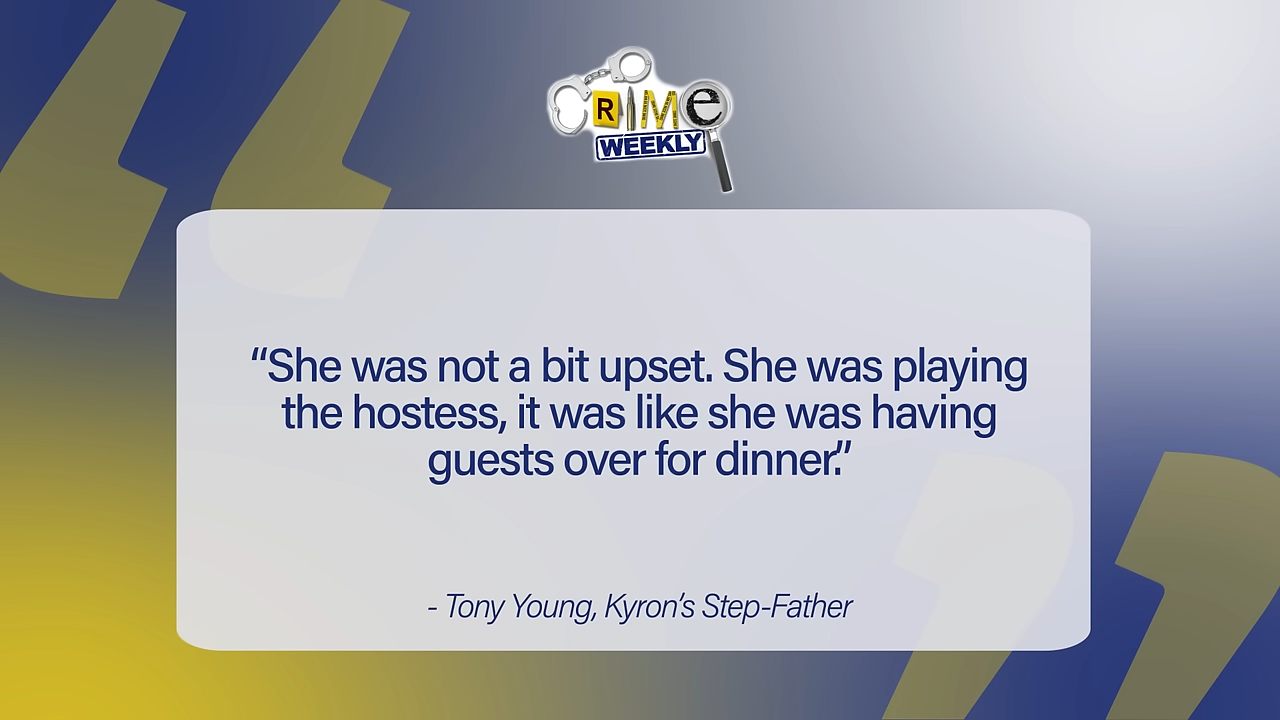 CRIMe
WEEKLY
“She was not a bit upset. She was playing
the hostess, it was like she was having
guests over for dinner.”
- Tony Young, Kyron’s Step-Father